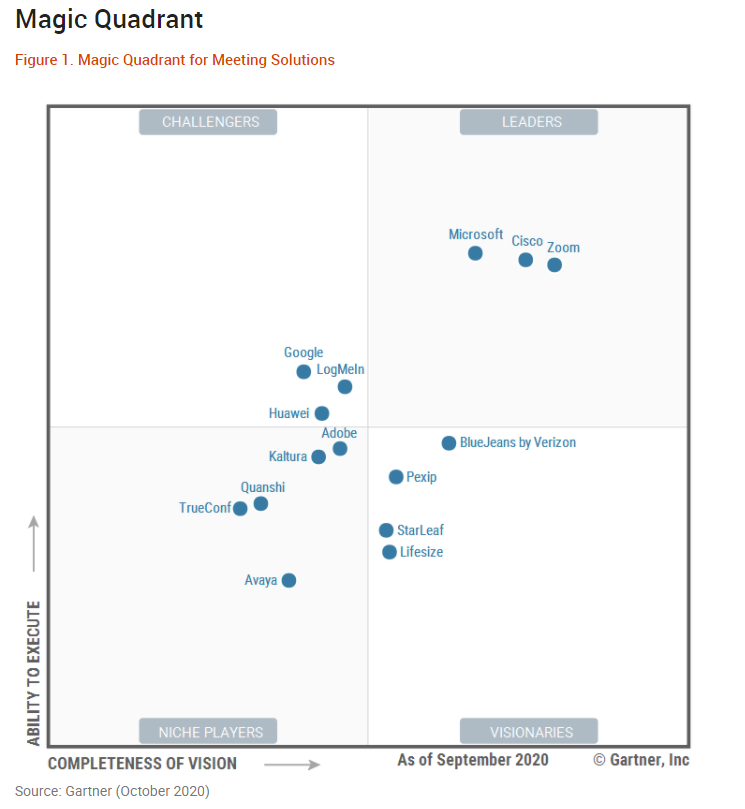 Magic Quadrant
Figure 1. Magic Quadrant for Meeting Solutions
CHALLENGERS
LEADERS
Microsoft
Cisco
Zoom
Google
LogMeIn
Huawei
Adobe
BlueJeans by Verizon
Kaltura
Pexip
Quanshi
TrueConf
StarLeaf
Lifesize
Avaya
ABILITY TO EXECUTE
NICHE PLAYERS
VISIONARIES
COMPLETENESS OF VISION
As of September 2020
© Gartner, Inc
Source: Gartner (October 2020)